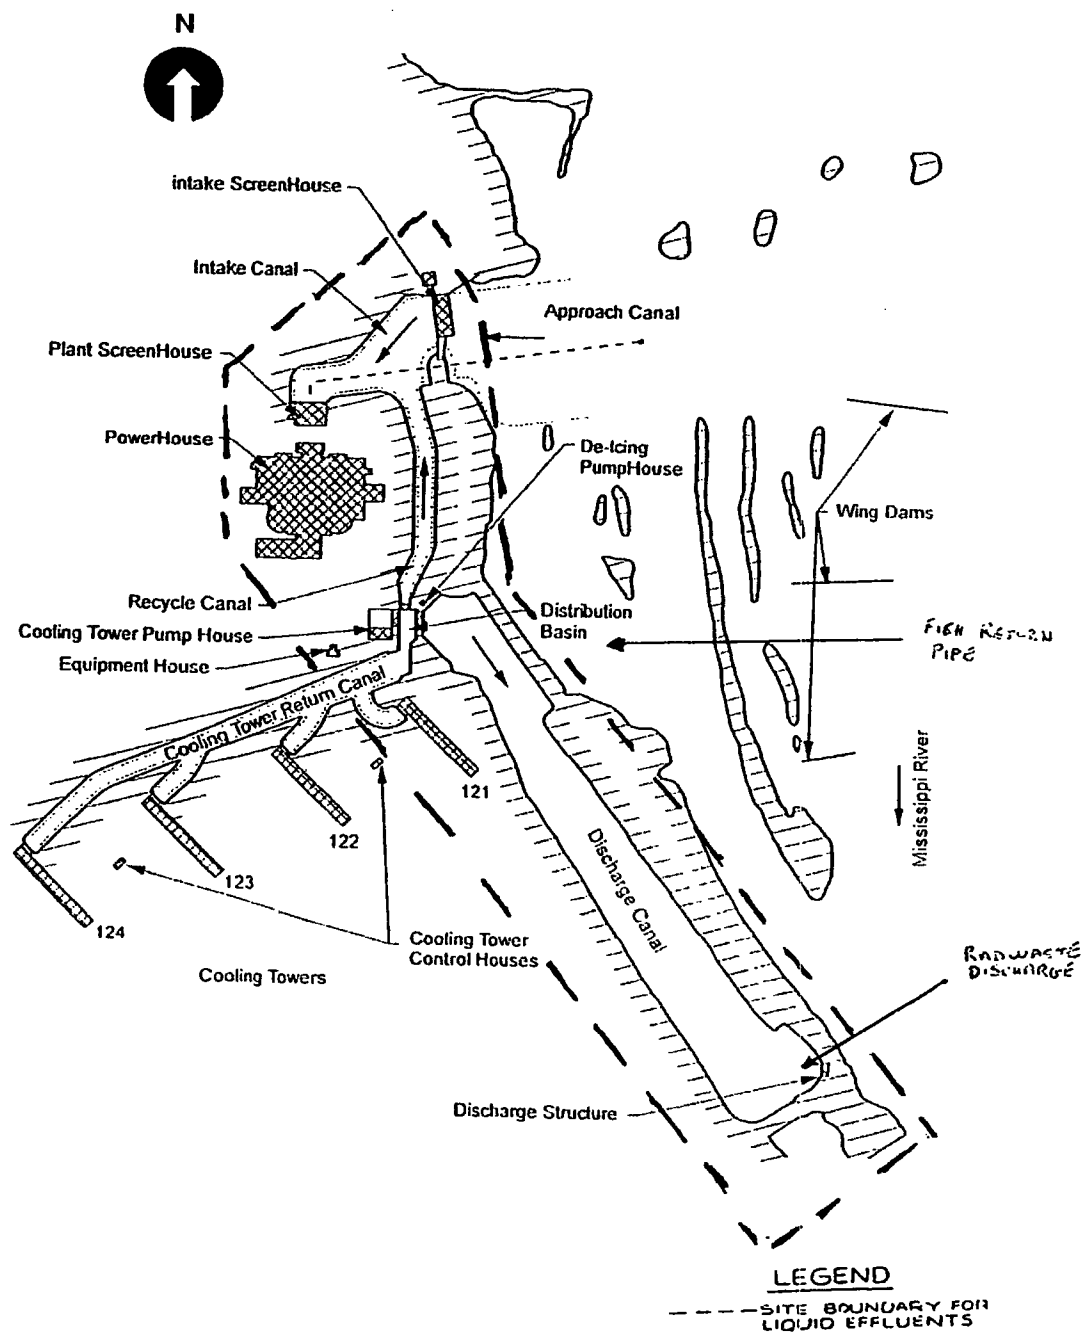 N
intake ScreenHouse
Intake Canal
Approach Canal
Plant ScreenHouse
PowerHouse
De-Icing
PumpHouse
Wing Dams
Recycle Canal
Distribution
Basin
Cooling Tower Pump House
Equipment House
FISH RETURN
PIPE
Cooling Tower Return Canal
121
122
123
124
Mississippi River
Discharge Canal
Cooling Tower
Control Houses
Cooling Towers
RADWASTE
DISCHARGE
Discharge Structure
LEGEND
SITE BOUNDARY FOR
LIQUID EFFLUENTS